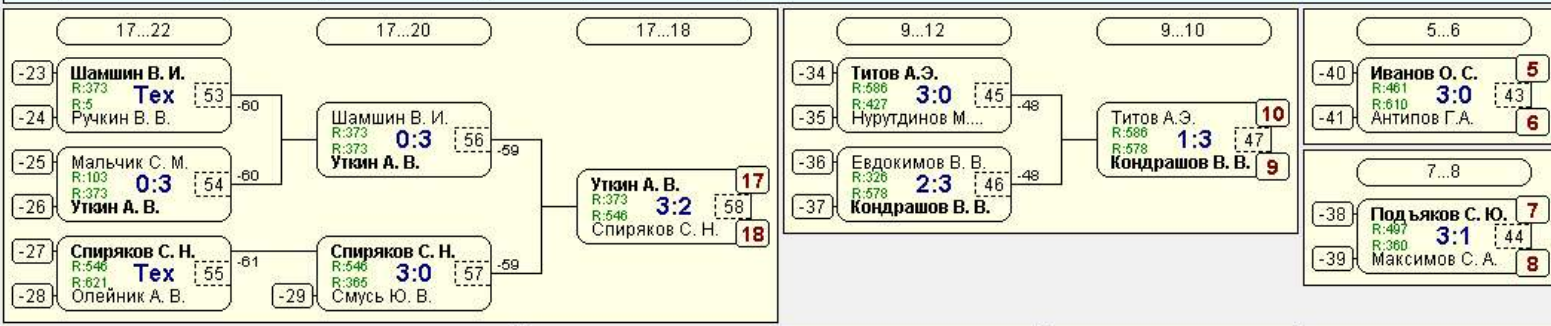 17...22
17...20
17...18
-23
Шамшин В. И.
R:373
Тех
53
-60
R:5
-24
Ручкин В. В.
-25
Мальчик С. М.
R:103
0:3
54
-60
R:373
-26
Уткин А. В.
-27
Спиряков С. Н.
R:546
Тех
55
-61
R:621
-28
Олейник А. В.
Шамшин В. И.
R:373
0:3
56
-59
R:373
Уткин А. В.
Спиряков С. Н.
R:546
3:0
57
-59
R:365
-29
Смусь Ю. В.
Уткин А. В.
17
R:373
3:2
58
R:546
Спиряков С. Н.
18
9...12
9...10
-34
Титов А.Э.
R:586
3:0
45
-48
R:427
-35
Нурутдинов М....
-36
Евдокимов В. В.
R:326
2:3
46
-48
R:578
-37
Кондрашов В. В.
Титов А.Э.
10
R:586
1:3
47
R:578
Кондрашов В. В.
9
5...6
-40
Иванов О. С.
5
R:461
3:0
43
R:610
-41
Антипов Г.А.
6
7...8
-38
Подъяков С. Ю.
7
R:497
3:1
44
R:360
-39
Максимов С. А.
8